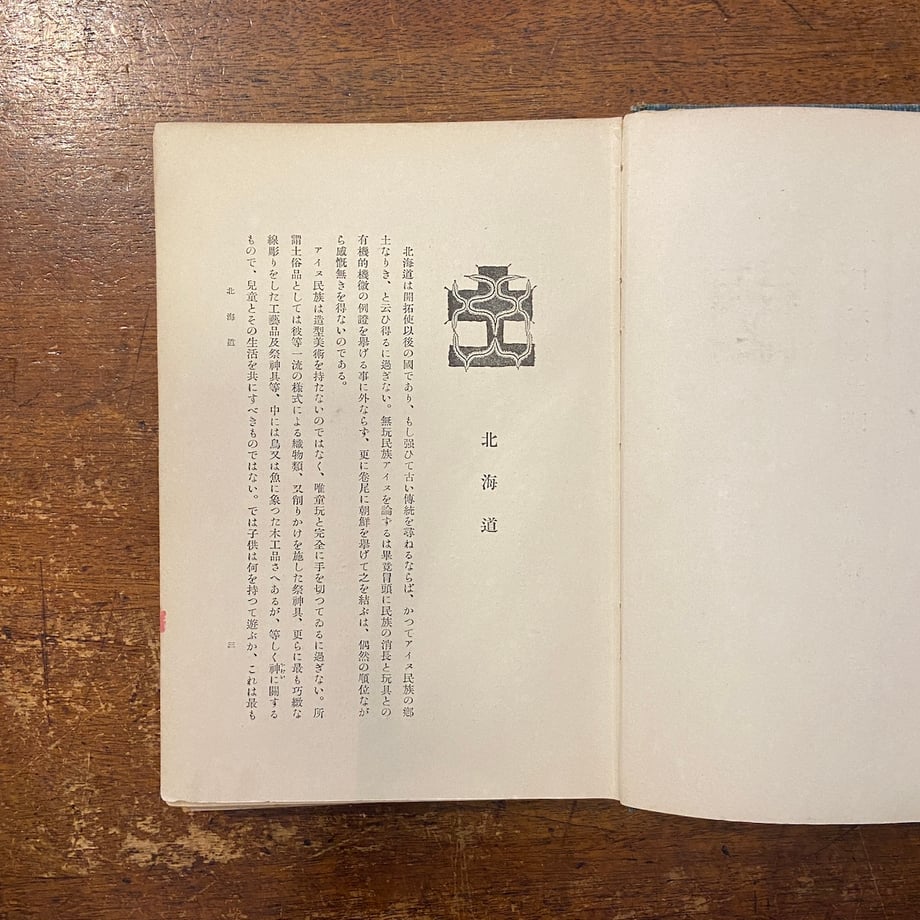 北海道
北海道は開拓使以後の國であり、もし强ひて古い傳統を尋ねるならば、かつてアイヌ民族の鄕
土なりき、と云ひ得るに過ぎない。無玩民族アイヌを論ずるは畢竟冒頭に民族の消長と玩具との
有機的機微の例證を擧げる事に外ならず、更に卷尾に朝鮮を擧げて之を結ぶは、偶然の順位なが
ら感慨無きを得ないのである。
アイヌ民族は造型美術を持たないのではなく、唯童玩と完全に手を切つてゐるに過ぎない。所
謂土俗品としては彼等一流の樣式による織物類、又削りかけを施した祭神具、更らに最も巧緻な
線彫りをした工藝品及祭神具等、中には鳥又は魚に象つた木工品さへあるが、等しく神に關する
もので、兒童とその生活を共にすべきものではない。では子供は何を持つて遊ぶか、これは最も
北海道
三